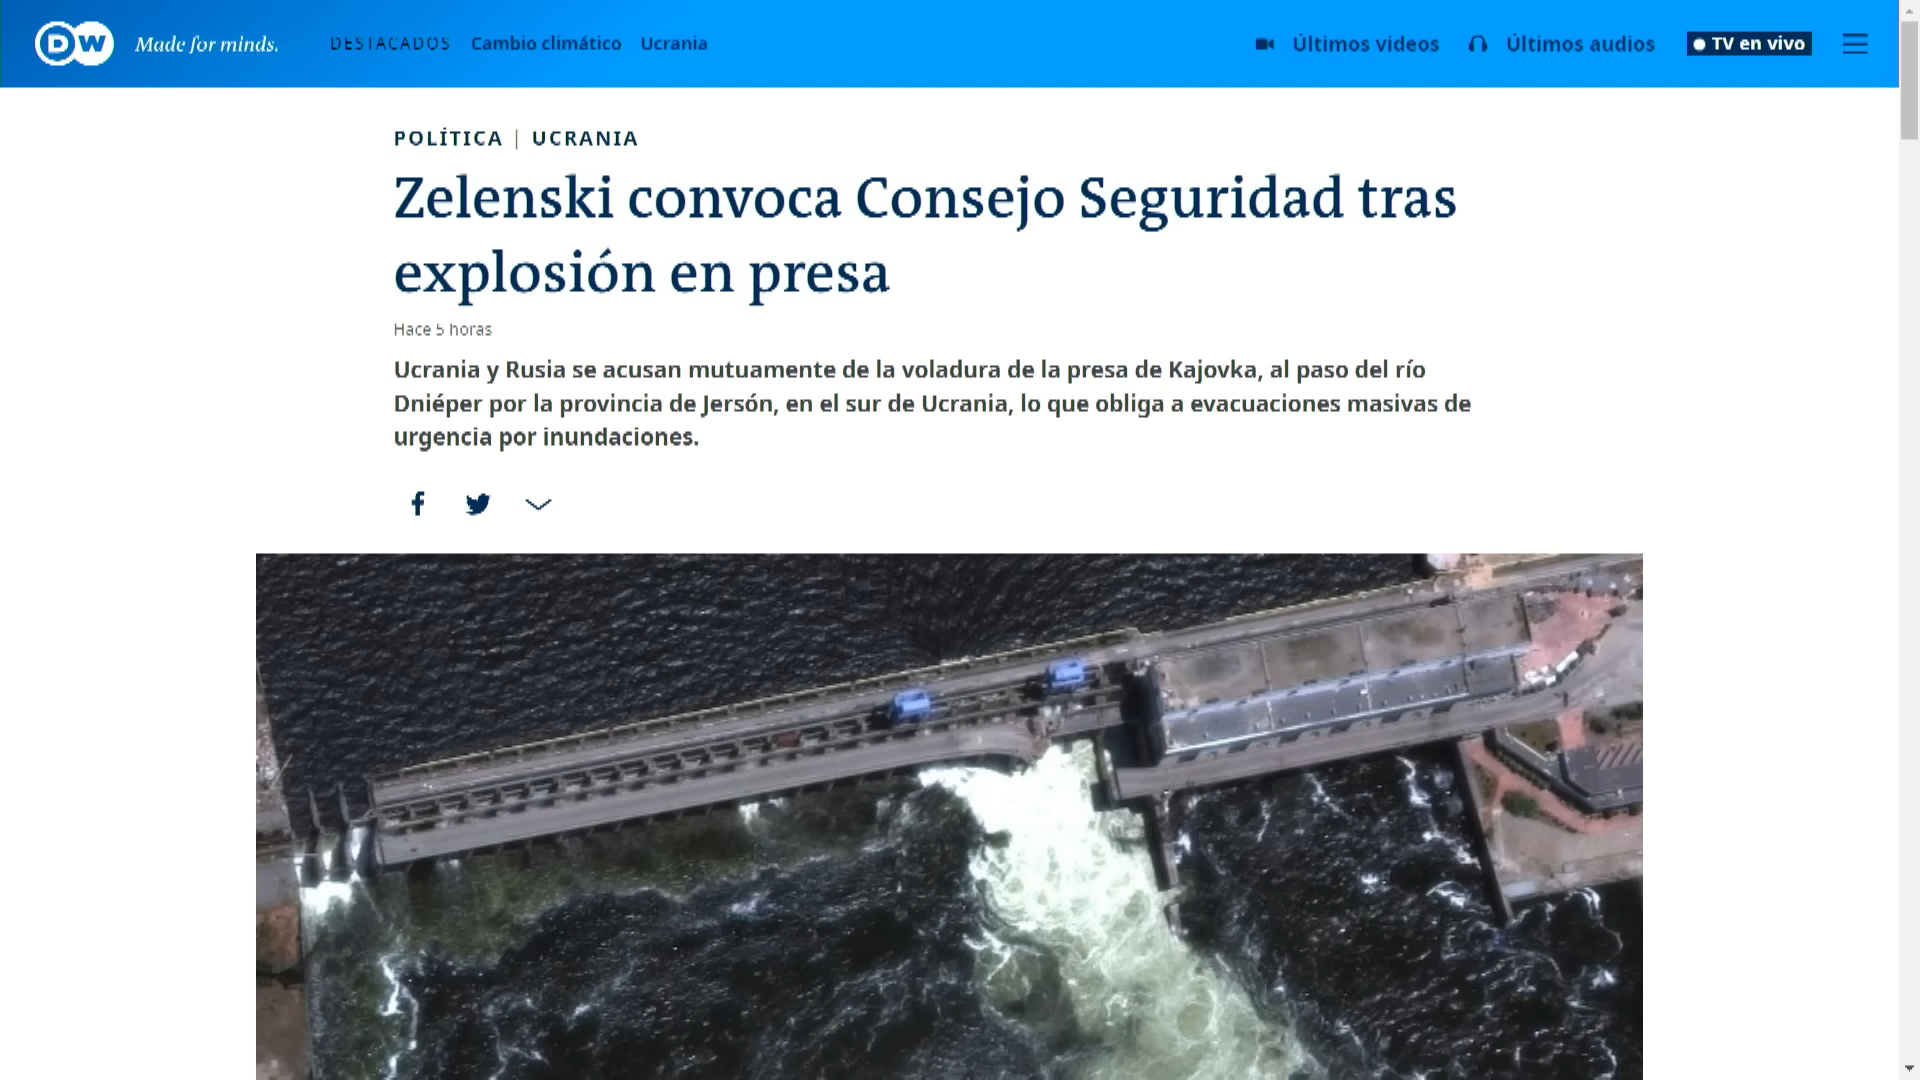 DW Made for minds. DESTACADOS Cambio climático Ucrania Últimos videos Últimos audios TV en vivo
POLÍTICA | UCRANIA
Zelenski convoca Consejo Seguridad tras
explosión en presa
Hace 5 horas
Ucrania y Rusia se acusan mutuamente de la voladura de la presa de Kajovka, al paso del río
Dniéper por la provincia de Jersón, en el sur de Ucrania, lo que obliga a evacuaciones masivas de
urgencia por inundaciones.